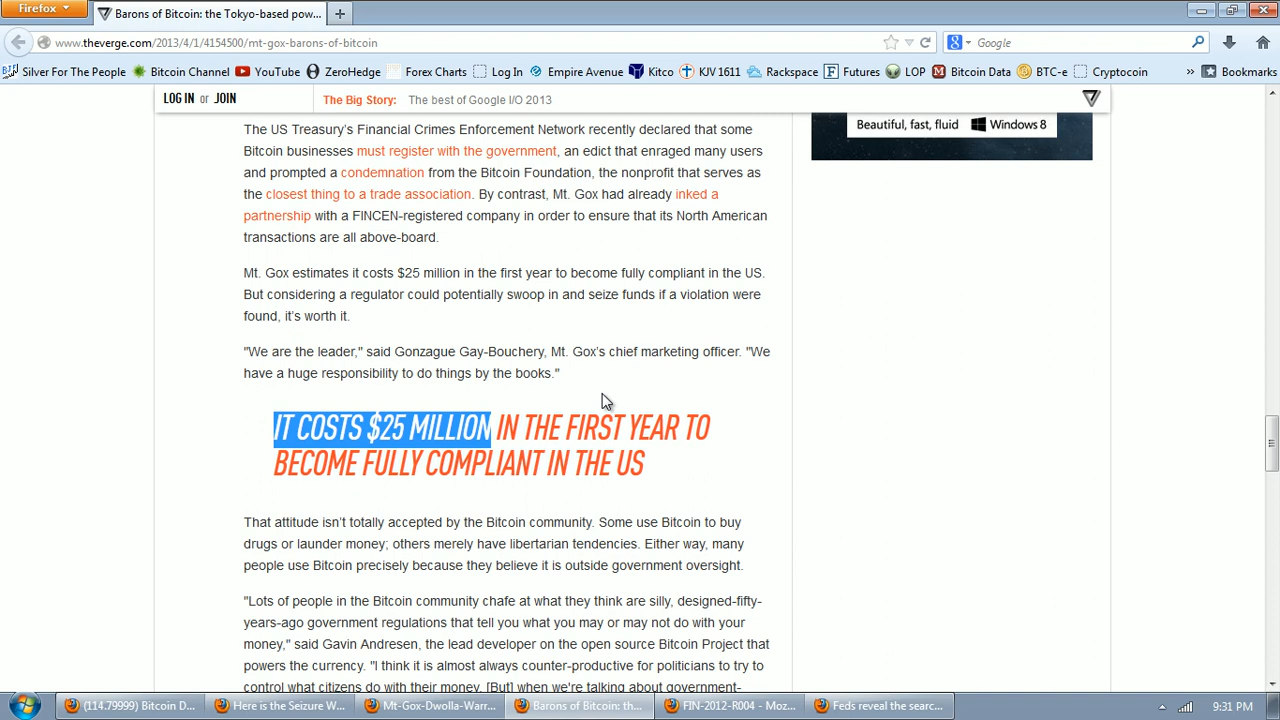 Firefox
Barons of Bitcoin: the Tokyo-based pow...
www.theverge.com/2013/4/1/4154500/mt-gox-barons-of-bitcoin
Google
Silver For The People
Bitcoin Channel
YouTube
ZeroHedge
Forex Charts
Log In
Empire Avenue
Kitco
KJV 1611
Rackspace
Futures
LOP
Bitcoin Data
BTC-e
Cryptocoin
»
Bookmarks
LOG IN or JOIN
The Big Story: The best of Google I/O 2013
Beautiful, fast, fluid Windows 8
The US Treasury's Financial Crimes Enforcement Network recently declared that some
Bitcoin businesses must register with the government, an edict that enraged many users
and prompted a condemnation from the Bitcoin Foundation, the nonprofit that serves as
the closest thing to a trade association. By contrast, Mt. Gox had already inked a
partnership with a FINCEN-registered company in order to ensure that its North American
transactions are all above-board.
Mt. Gox estimates it costs $25 million in the first year to become fully compliant in the US.
But considering a regulator could potentially swoop in and seize funds if a violation were
found, it's worth it.
"We are the leader," said Gonzague Gay-Bouchery, Mt. Gox's chief marketing officer. "We
have a huge responsibility to do things by the books."
IT COSTS $25 MILLION IN THE FIRST YEAR TO
BECOME FULLY COMPLIANT IN THE US
That attitude isn't totally accepted by the Bitcoin community. Some use Bitcoin to buy
drugs or launder money; others merely have libertarian tendencies. Either way, many
people use Bitcoin precisely because they believe it is outside government oversight.
"Lots of people in the Bitcoin community chafe at what they think are silly, designed-fifty-
years-ago government regulations that tell you what you may or may not do with your
money," said Gavin Andresen, the lead developer on the open source Bitcoin Project that
powers the currency. "I think it is almost always counter-productive for politicians to try to
control what citizens do with their money. [But] when we're talking about government-
(114.79999) Bitcoin D...
Here is the Seizure W...
Mt-Gox-Dwolla-Warr...
Barons of Bitcoin: th...
FIN-2012-R004 - Moz...
Feds reveal the searc...
9:31 PM